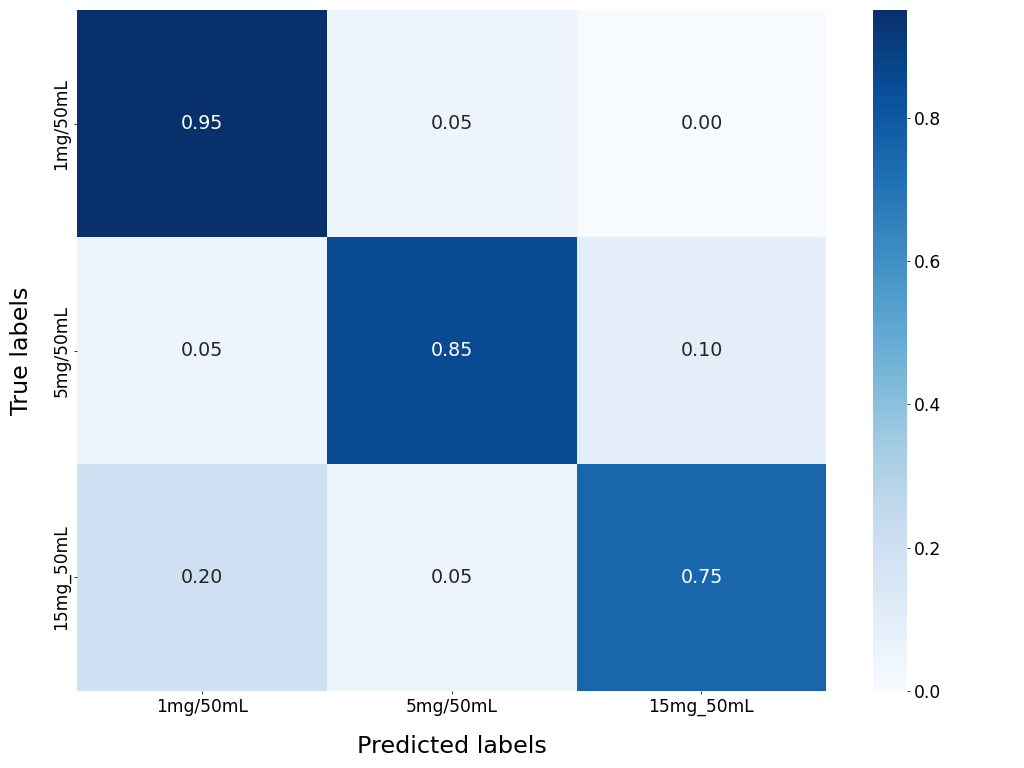 True labels
1mg/50mL
0.95 0.05 0.00
5mg/50mL
0.05 0.85 0.10
15mg_50mL
0.20 0.05 0.75
1mg/50mL 5mg/50mL 15mg_50mL
Predicted labels
0.8
0.6
0.4
0.2
0.0